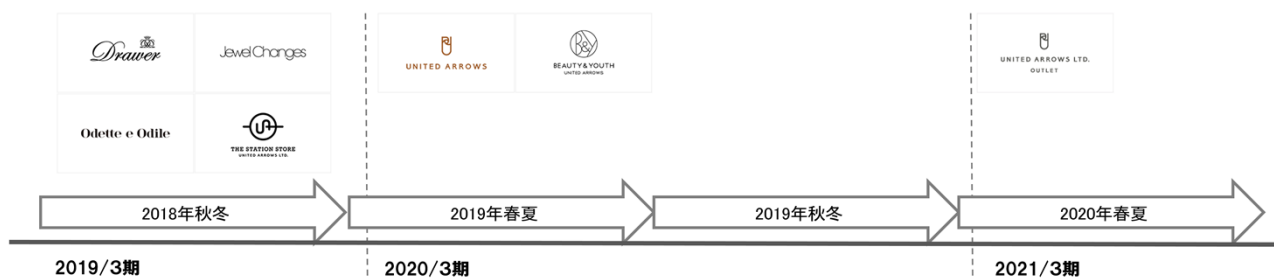 Drawer
Jewel Changes
Odette e Odile
THE STATION STORE
UNITED ARROWS LTD.
UNITED ARROWS
B&Y
BEAUTY&YOUTH
UNITED ARROWS
UNITED ARROWS LTD.
OUTLET
2018年秋冬
2019年春夏
2019年秋冬
2020年春夏
2019/3期
2020/3期
2021/3期